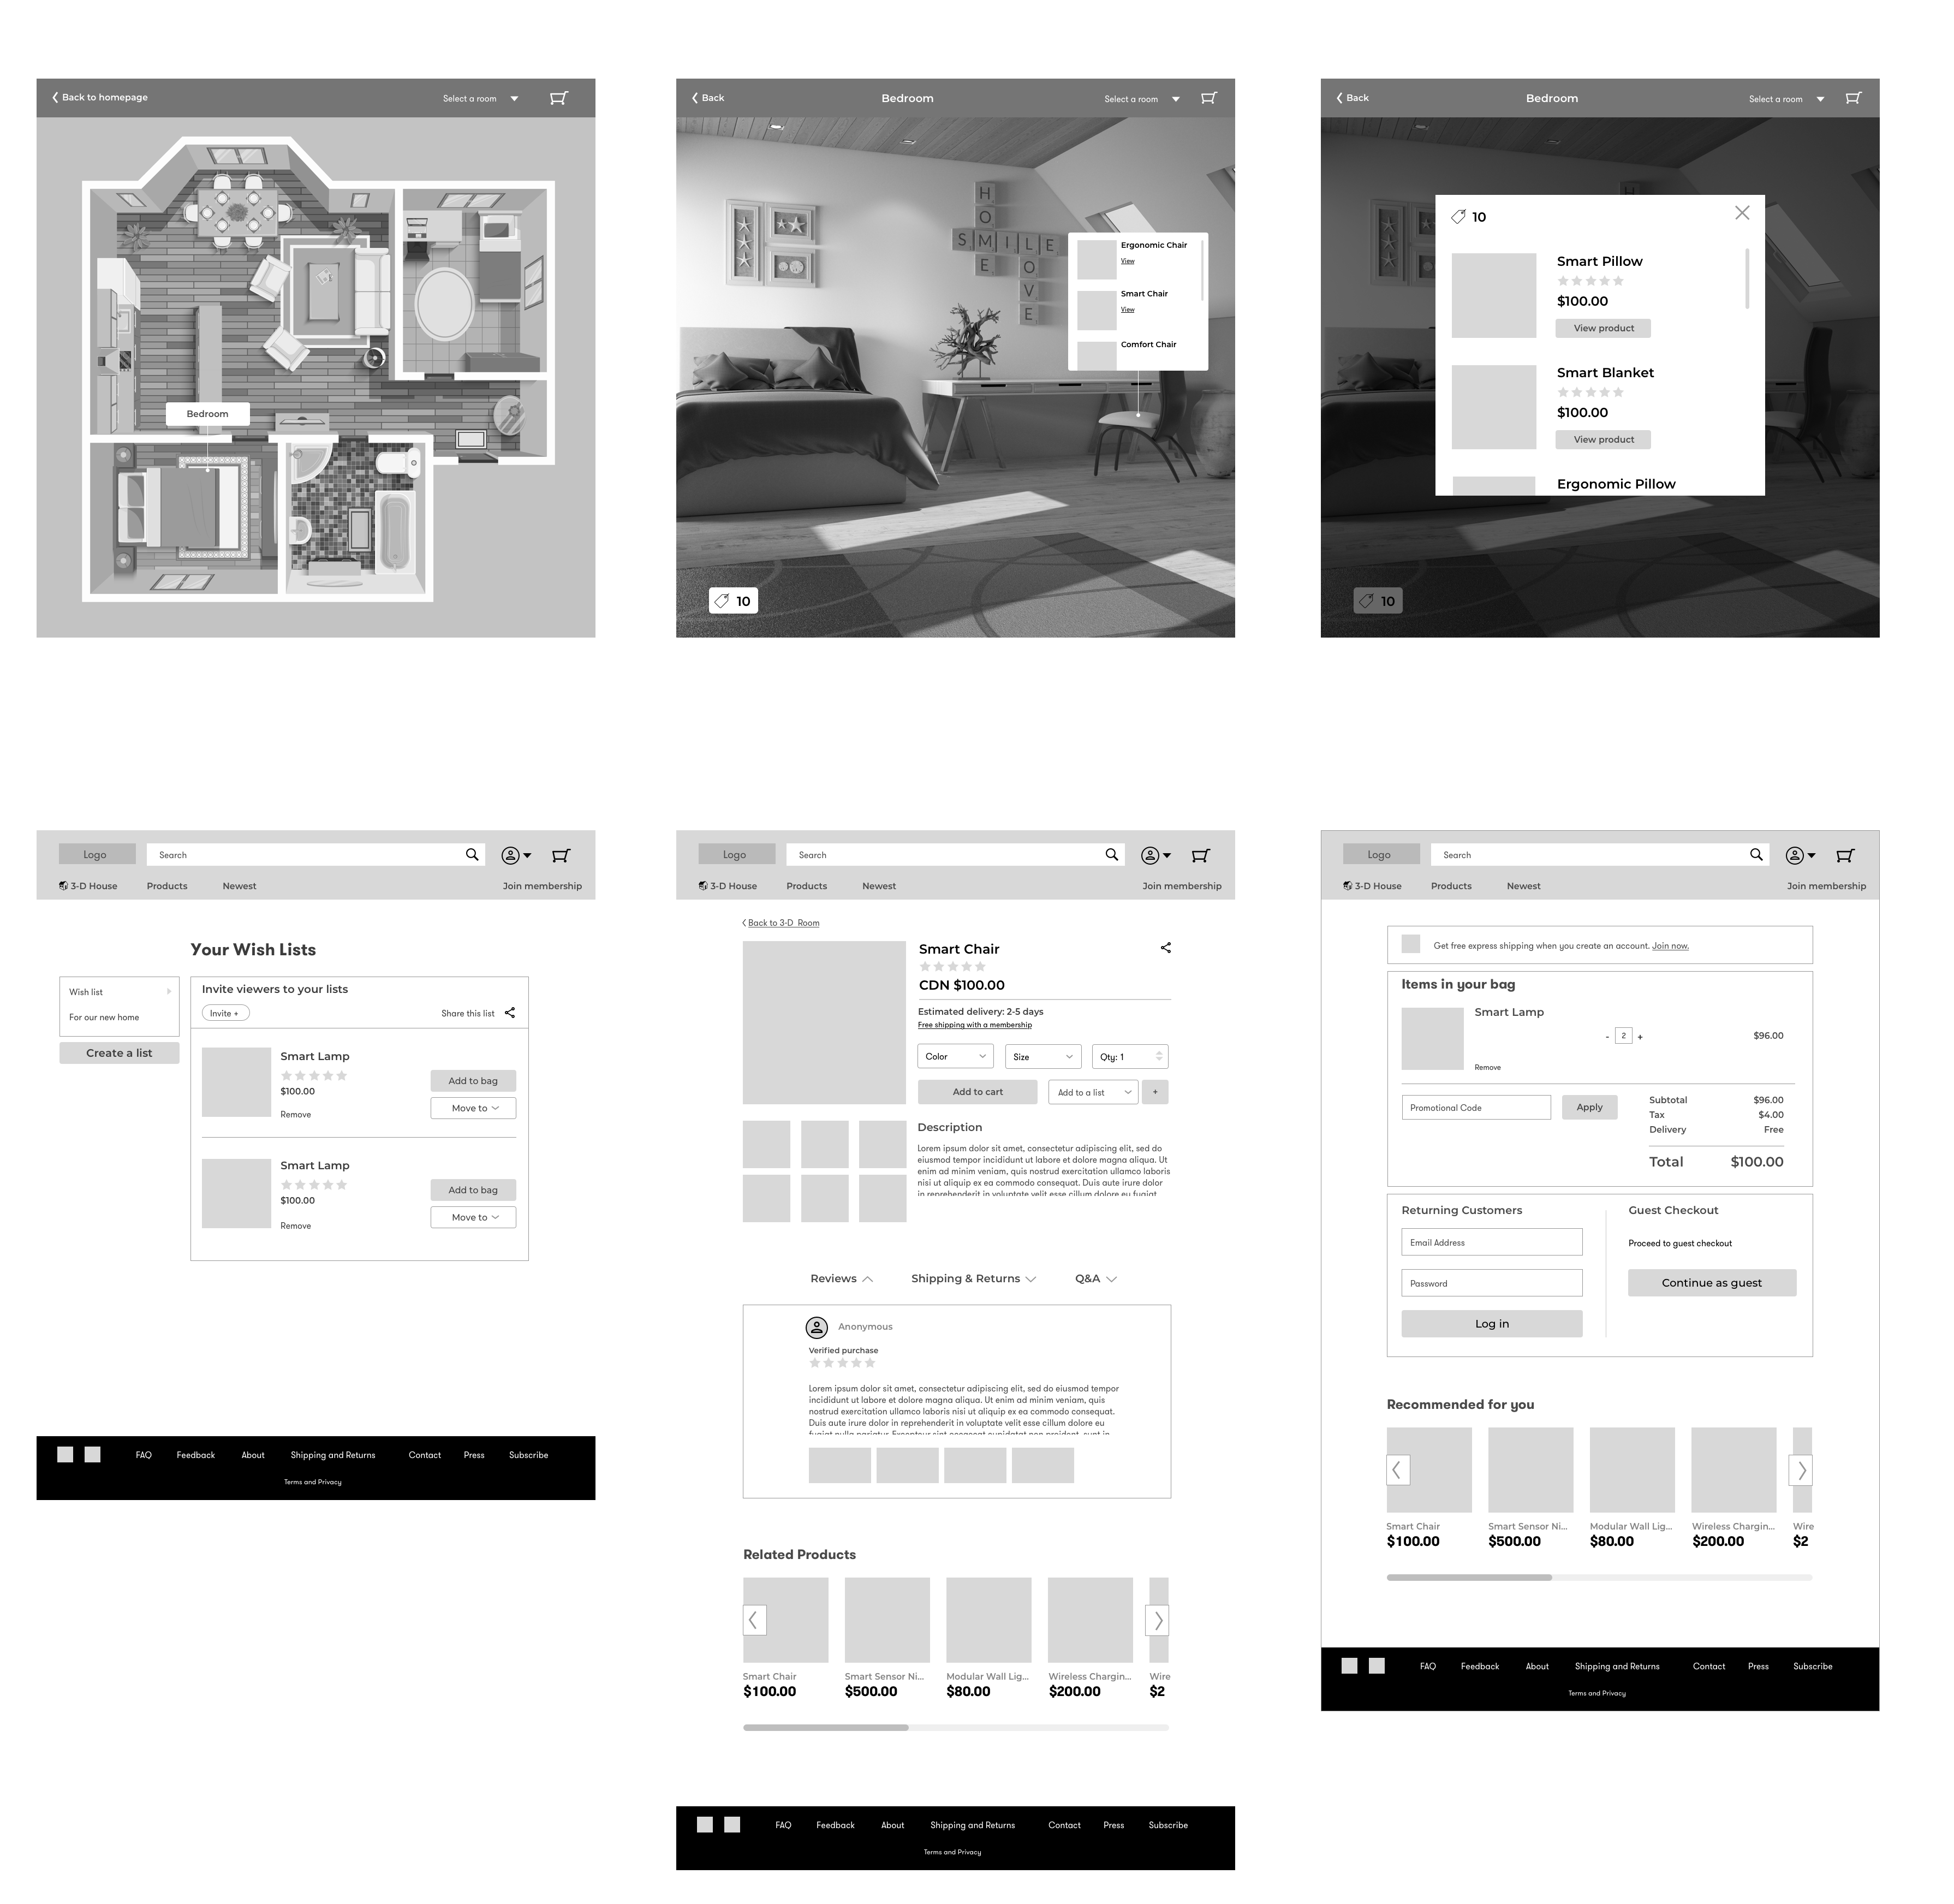 Back to homepage
Select a room
Bedroom
Back
Bedroom
Select a room
HOME
SMILE
LOVE
Ergonomic Chair
View
Smart Chair
View
Comfort Chair
10
Back
Bedroom
Select a room
10
Smart Pillow
$100.00
View product
Smart Blanket
$100.00
View product
Ergonomic Pillow
10
Logo
Search
3-D House
Products
Newest
Join membership
Your Wish Lists
Wish list
For our new home
Create a list
Invite viewers to your lists
Invite +
Share this list
Smart Lamp
$100.00
Remove
Add to bag
Move to
Smart Lamp
$100.00
Remove
Add to bag
Move to
FAQ
Feedback
About
Shipping and Returns
Contact
Press
Subscribe
Terms and Privacy
Logo
Search
3-D House
Products
Newest
Join membership
Back to 3-D Room
Smart Chair
CDN $100.00
Estimated delivery: 2-5 days
Free shipping with a membership
Color
Size
Qty: 1
Add to cart
Add to a list
+
Description
Lorem ipsum dolor sit amet, consectetur adipiscing elit, sed do
eiusmod tempor incididunt ut labore et dolore magna aliqua. Ut
enim ad minim veniam, quis nostrud exercitation ullamco laboris
nisi ut aliquip ex ea commodo consequat. Duis aute irure dolor
in reprehenderit in voluptate velit esse cillum dolore eu fugiat
Reviews
Shipping & Returns
Q&A
Anonymous
Verified purchase
Lorem ipsum dolor sit amet, consectetur adipiscing elit, sed do eiusmod tempor
incididunt ut labore et dolore magna aliqua. Ut enim ad minim veniam, quis
nostrud exercitation ullamco laboris nisi ut aliquip ex ea commodo consequat.
Duis aute irure dolor in reprehenderit in voluptate velit esse cillum dolore eu
fugiat nulla pariatur. Excepteur sint occaecat cupidatat non proident, sunt in
Related Products
Smart Chair
$100.00
Smart Sensor Ni...
$500.00
Modular Wall Lig...
$80.00
Wireless Chargin...
$200.00
Wire
$2
FAQ
Feedback
About
Shipping and Returns
Contact
Press
Subscribe
Terms and Privacy
Logo
Search
3-D House
Products
Newest
Join membership
Get free express shipping when you create an account. Join now.
Items in your bag
Smart Lamp
- 2 +
$96.00
Remove
Promotional Code
Apply
Subtotal $96.00
Tax $4.00
Delivery Free
Total $100.00
Returning Customers
Email Address
Password
Log in
Guest Checkout
Proceed to guest checkout
Continue as guest
Recommended for you
Smart Chair
$100.00
Smart Sensor Ni...
$500.00
Modular Wall Lig...
$80.00
Wireless Chargin...
$200.00
Wire
$2
FAQ
Feedback
About
Shipping and Returns
Contact
Press
Subscribe
Terms and Privacy